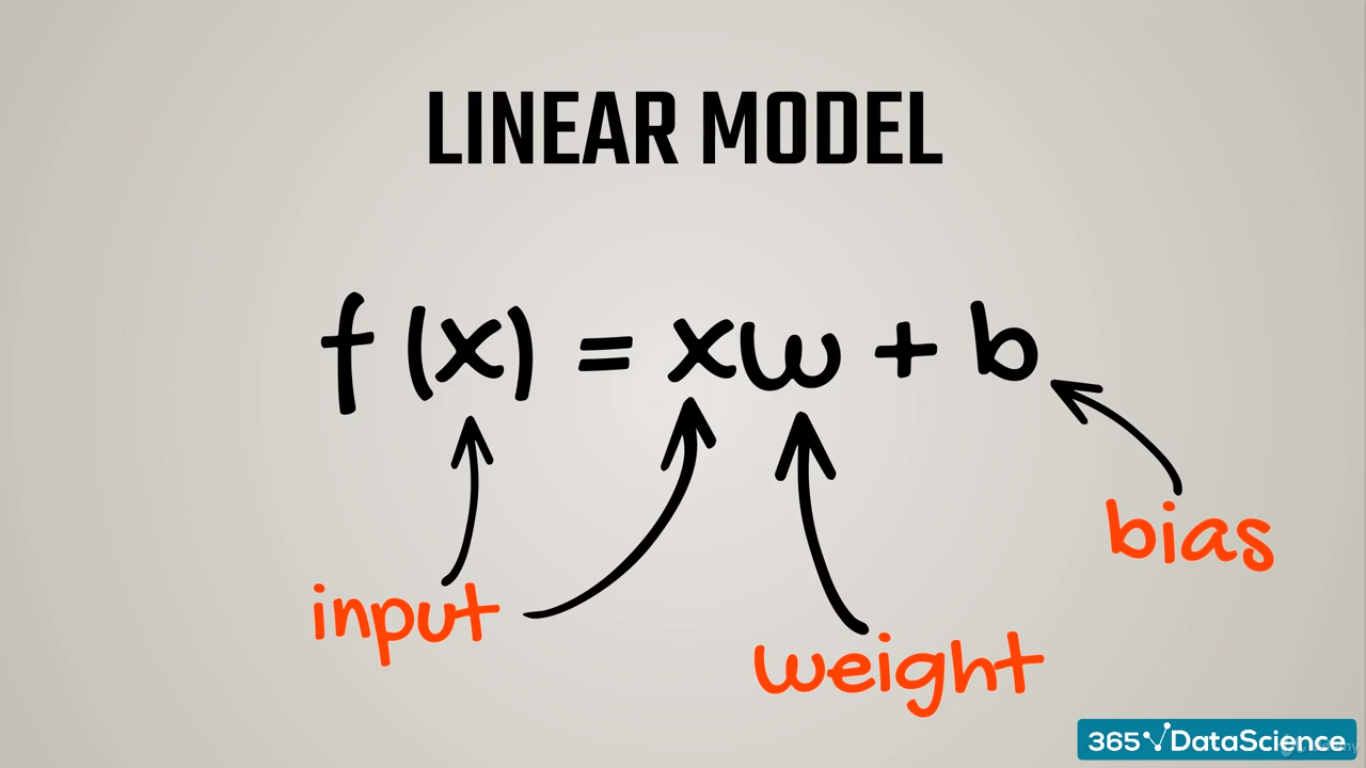 LINEAR MODEL
f(x) = xw + b
bias
input
weight
365 DataScience